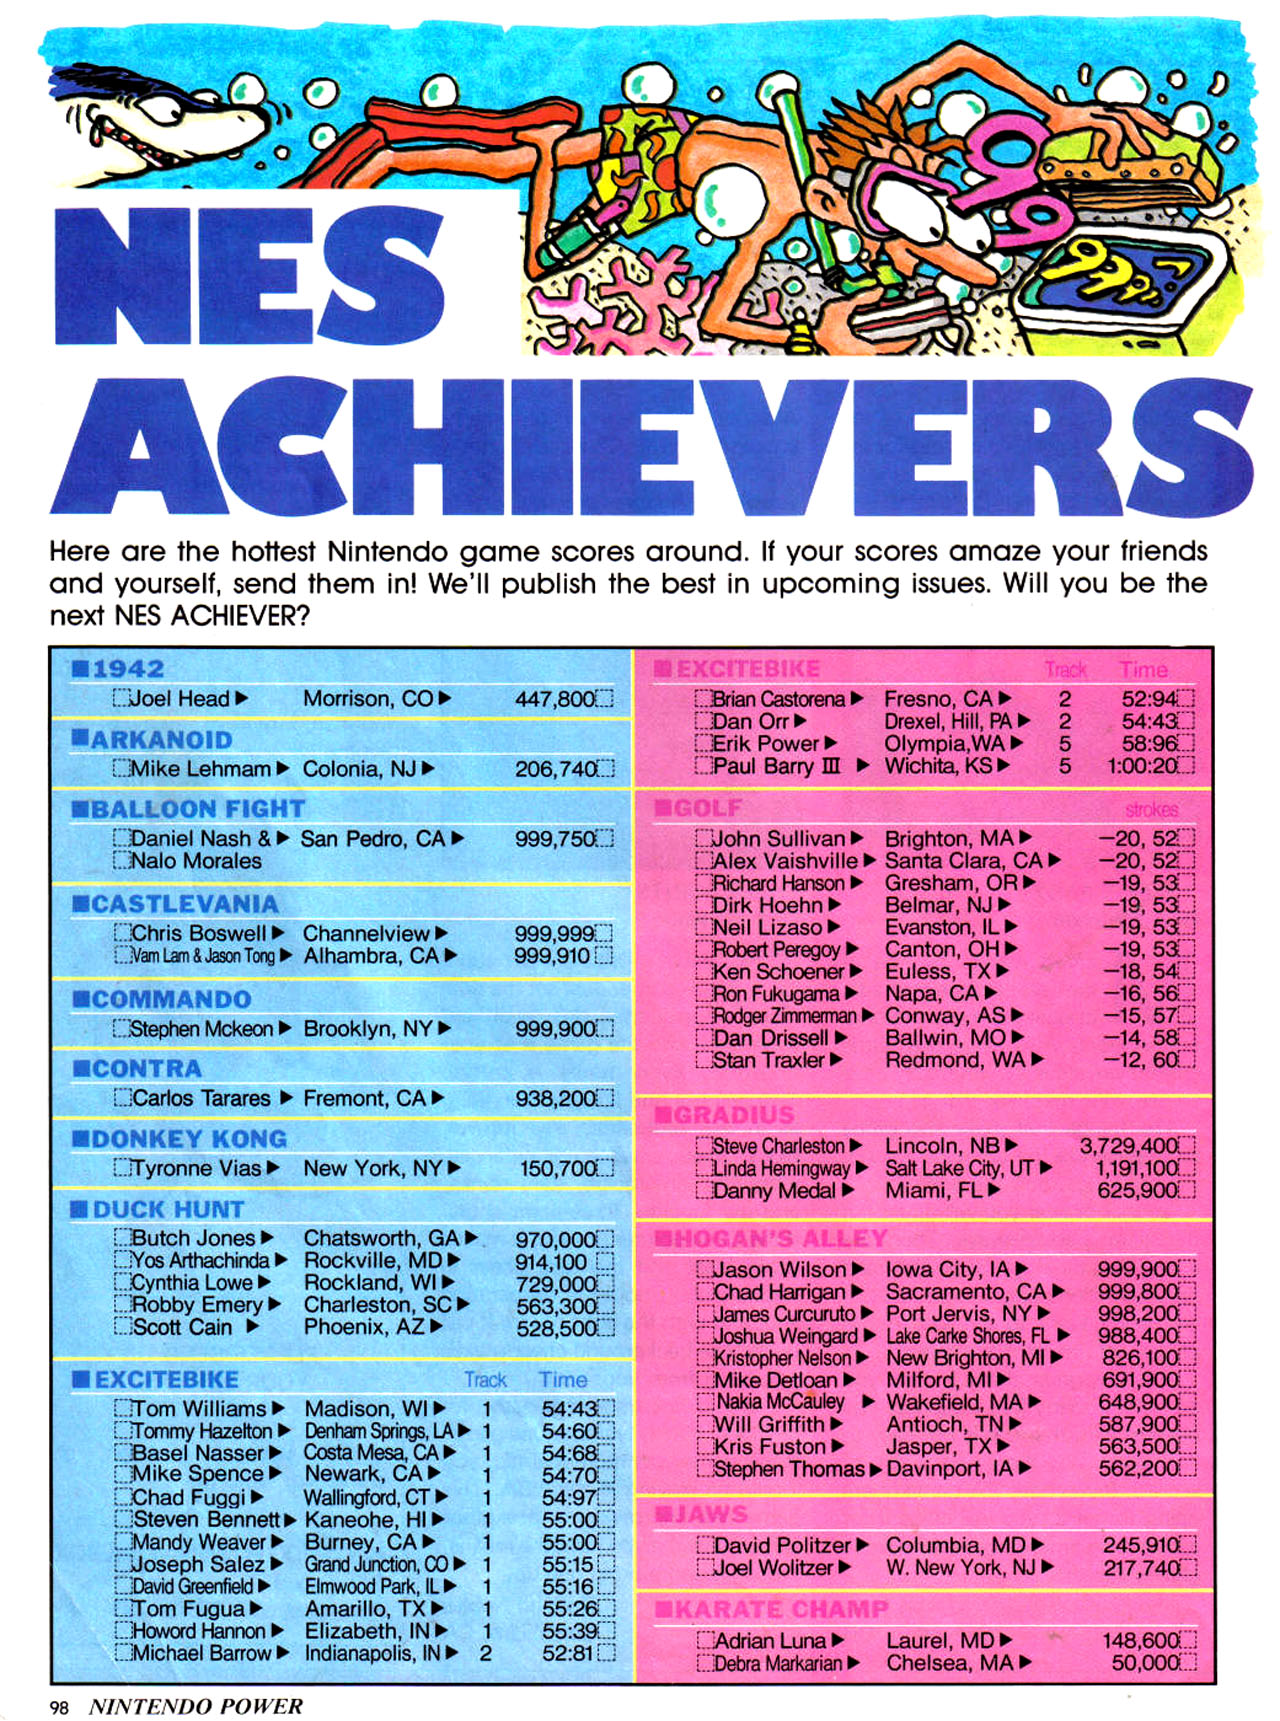 99
99
99
NES
ACHIEVERS
Here are the hottest Nintendo game scores around. If your scores amaze your friends
and yourself, send them in! We'll publish the best in upcoming issues. Will you be the
next NES ACHIEVER?
■1942
Joel Head▶ Morrison, CO▶ 447,800
■ARKANOID
Mike Lehmam▶ Colonia, NJ▶ 206,740
■BALLOON FIGHT
Daniel Nash &▶ San Pedro, CA▶ 999,750
Nalo Morales
■CASTLEVANIA
Chris Boswell▶ Channelview▶ 999,999
Vam Lam & Jason Tong▶ Alhambra, CA▶ 999,910
■COMMANDO
Stephen Mckeon▶ Brooklyn, NY▶ 999,900
■CONTRA
Carlos Tarares▶ Fremont, CA▶ 938,200
■DONKEY KONG
Tyronne Vias▶ New York, NY▶ 150,700
■DUCK HUNT
Butch Jones▶ Chatsworth, GA▶ 970,000
Yos Arthachinda▶ Rockville, MD▶ 914,100
Cynthia Lowe▶ Rockland, WI▶ 729,000
Robby Emery▶ Charleston, SC▶ 563,300
Scott Cain ▶ Phoenix, AZ▶ 528,500
■EXCITEBIKE Track Time
Tom Williams▶ Madison, WI▶ 1 54:43
Tommy Hazelton▶ Denham Springs, LA▶ 1 54:60
Basel Nasser▶ Costa Mesa, CA▶ 1 54:68
Mike Spence▶ Newark, CA▶ 1 54:70
Chad Fuggi▶ Wallingford, CT▶ 1 54:97
Steven Bennett▶ Kaneohe, HI▶ 1 55:00
Mandy Weaver▶ Burney, CA▶ 1 55:00
Joseph Salez▶ Grand Junction, CO▶ 1 55:15
David Greenfield▶ Elmwood Park, IL▶ 1 55:16
Tom Fugua▶ Amarillo, TX▶ 1 55:26
Howard Hannon▶ Elizabeth, IN▶ 1 55:39
Michael Barrow▶ Indianapolis, IN▶ 2 52:81
■EXCITEBIKE Track Time
Brian Castorena▶ Fresno, CA▶ 2 52:94
Dan Orr▶ Drexel, Hill, PA▶ 2 54:43
Erik Power▶ Olympia,WA▶ 5 58:96
Paul Barry III ▶ Wichita, KS▶ 5 1:00:20
■GOLF strokes
John Sullivan▶ Brighton, MA▶ −20, 52
Alex Vaishville▶ Santa Clara, CA▶ −20, 52
Richard Hanson▶ Gresham, OR▶ −19, 53
Dirk Hoehn▶ Belmar, NJ▶ −19, 53
Neil Lizaso▶ Evanston, IL▶ −19, 53
Robert Peregoy▶ Canton, OH▶ −19, 53
Ken Schoener▶ Euless, TX▶ −18, 54
Ron Fukugama▶ Napa, CA▶ −16, 56
Rodger Zimmerman▶ Conway, AS▶ −15, 57
Dan Drissell▶ Ballwin, MO▶ −14, 58
Stan Traxler▶ Redmond, WA▶ −12, 60
■GRADIUS
Steve Charleston▶ Lincoln, NB▶ 3,729,400
Linda Hemingway▶ Salt Lake City, UT▶ 1,191,100
Danny Medal▶ Miami, FL▶ 625,900
■HOGAN'S ALLEY
Jason Wilson▶ Iowa City, IA▶ 999,900
Chad Harrigan▶ Sacramento, CA▶ 999,800
James Curcuruto▶ Port Jervis, NY▶ 998,200
Joshua Weingard▶ Lake Carke Shores, FL▶ 988,400
Kristopher Nelson▶ New Brighton, MI▶ 826,100
Mike Detloan▶ Milford, MI▶ 691,900
Nakia McCauley ▶ Wakefield, MA▶ 648,900
Will Griffith▶ Antioch, TN▶ 587,900
Kris Fuston▶ Jasper, TX▶ 563,500
Stephen Thomas▶ Davinport, IA▶ 562,200
■JAWS
David Politzer▶ Columbia, MD▶ 245,910
Joel Wolitzer▶ W. New York, NJ▶ 217,740
■KARATE CHAMP
Adrian Luna▶ Laurel, MD▶ 148,600
Debra Markarian▶ Chelsea, MA▶ 50,000
98 NINTENDO POWER